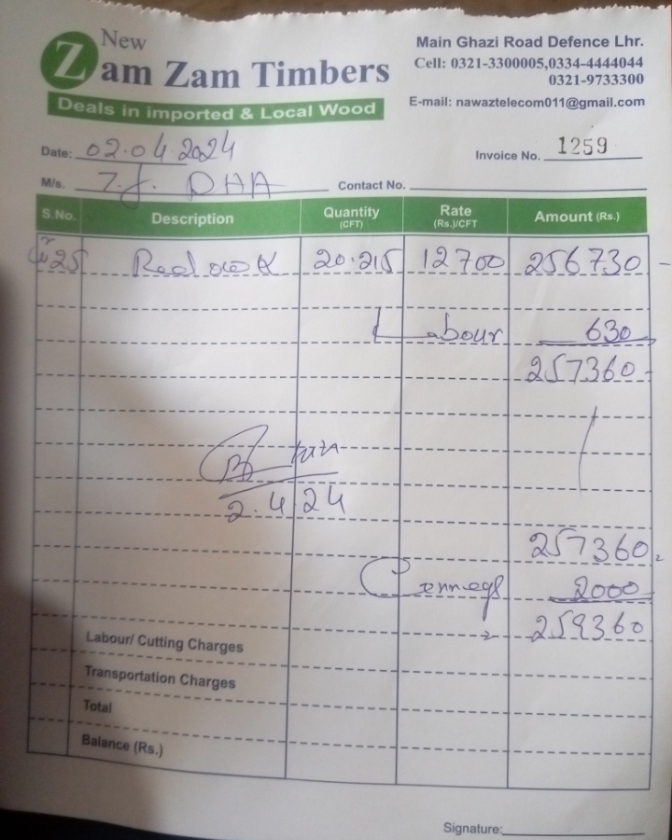 New
Zam Zam Timbers
Deals in imported & Local Wood
Main Ghazi Road Defence Lhr.
Cell: 0321-3300005,0334-4444044
0321-9733300
E-mail: nawaztelecom011@gmail.com
Date: 02.04.2024
Invoice No. 1259
M/s. Z.J. DHA Contact No.
S.No. Description Quantity (CFT) Rate (Rs.)/CFT Amount (Rs.)
25 Red oak 20.215 12700 256730
Labour 630
257360
2.4.24
257360
2000
259360
Labour/ Cutting Charges
Transportation Charges
Total
Balance (Rs.)
Signature: